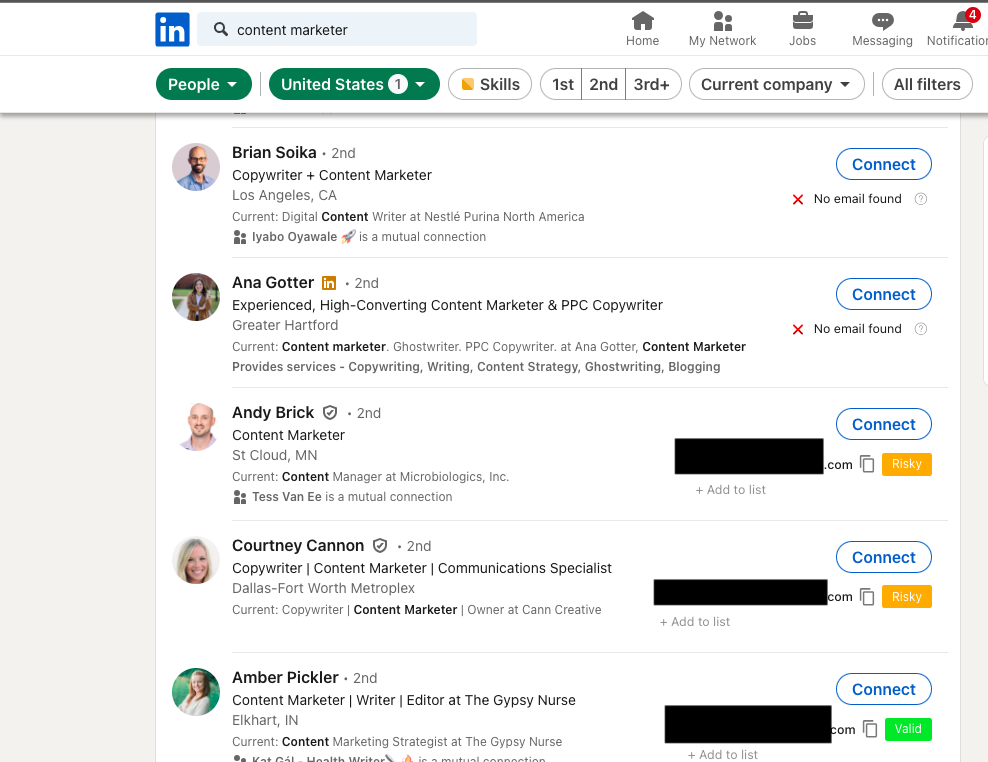 in
content marketer
Home
My Network
Jobs
Messaging
4
Notification
People
United States 1
Skills
1st 2nd 3rd+
Current company
All filters
Brian Soika • 2nd
Connect
Copywriter + Content Marketer
Los Angeles, CA
No email found ?
Current: Digital Content Writer at Nestlé Purina North America
Iyabo Oyawale 🚀 is a mutual connection
Ana Gotter in • 2nd
Connect
Experienced, High-Converting Content Marketer & PPC Copywriter
Greater Hartford
No email found ?
Current: Content marketer. Ghostwriter. PPC Copywriter. at Ana Gotter, Content Marketer
Provides services - Copywriting, Writing, Content Strategy, Ghostwriting, Blogging
Andy Brick • 2nd
Connect
Content Marketer
St Cloud, MN
.com Risky
Current: Content Manager at Microbiologics, Inc.
+ Add to list
Tess Van Ee is a mutual connection
Courtney Cannon • 2nd
Connect
Copywriter | Content Marketer | Communications Specialist
Dallas-Fort Worth Metroplex
com Risky
Current: Copywriter | Content Marketer | Owner at Cann Creative
+ Add to list
Amber Pickler • 2nd
Connect
Content Marketer | Writer | Editor at The Gypsy Nurse
Elkhart, IN
com Valid
Current: Content Marketing Strategist at The Gypsy Nurse
+ Add to list
Kat Gál - Health Writer is a mutual connection